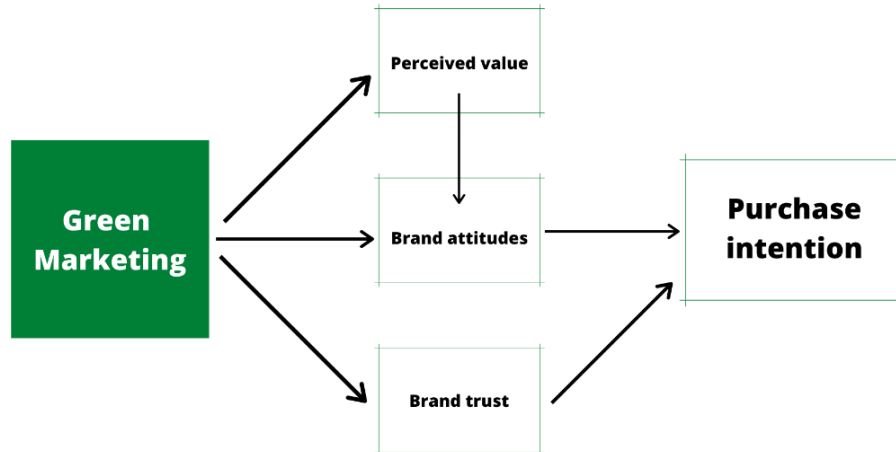 Perceived value
Green
Marketing
Brand attitudes
Purchase
intention
Brand trust